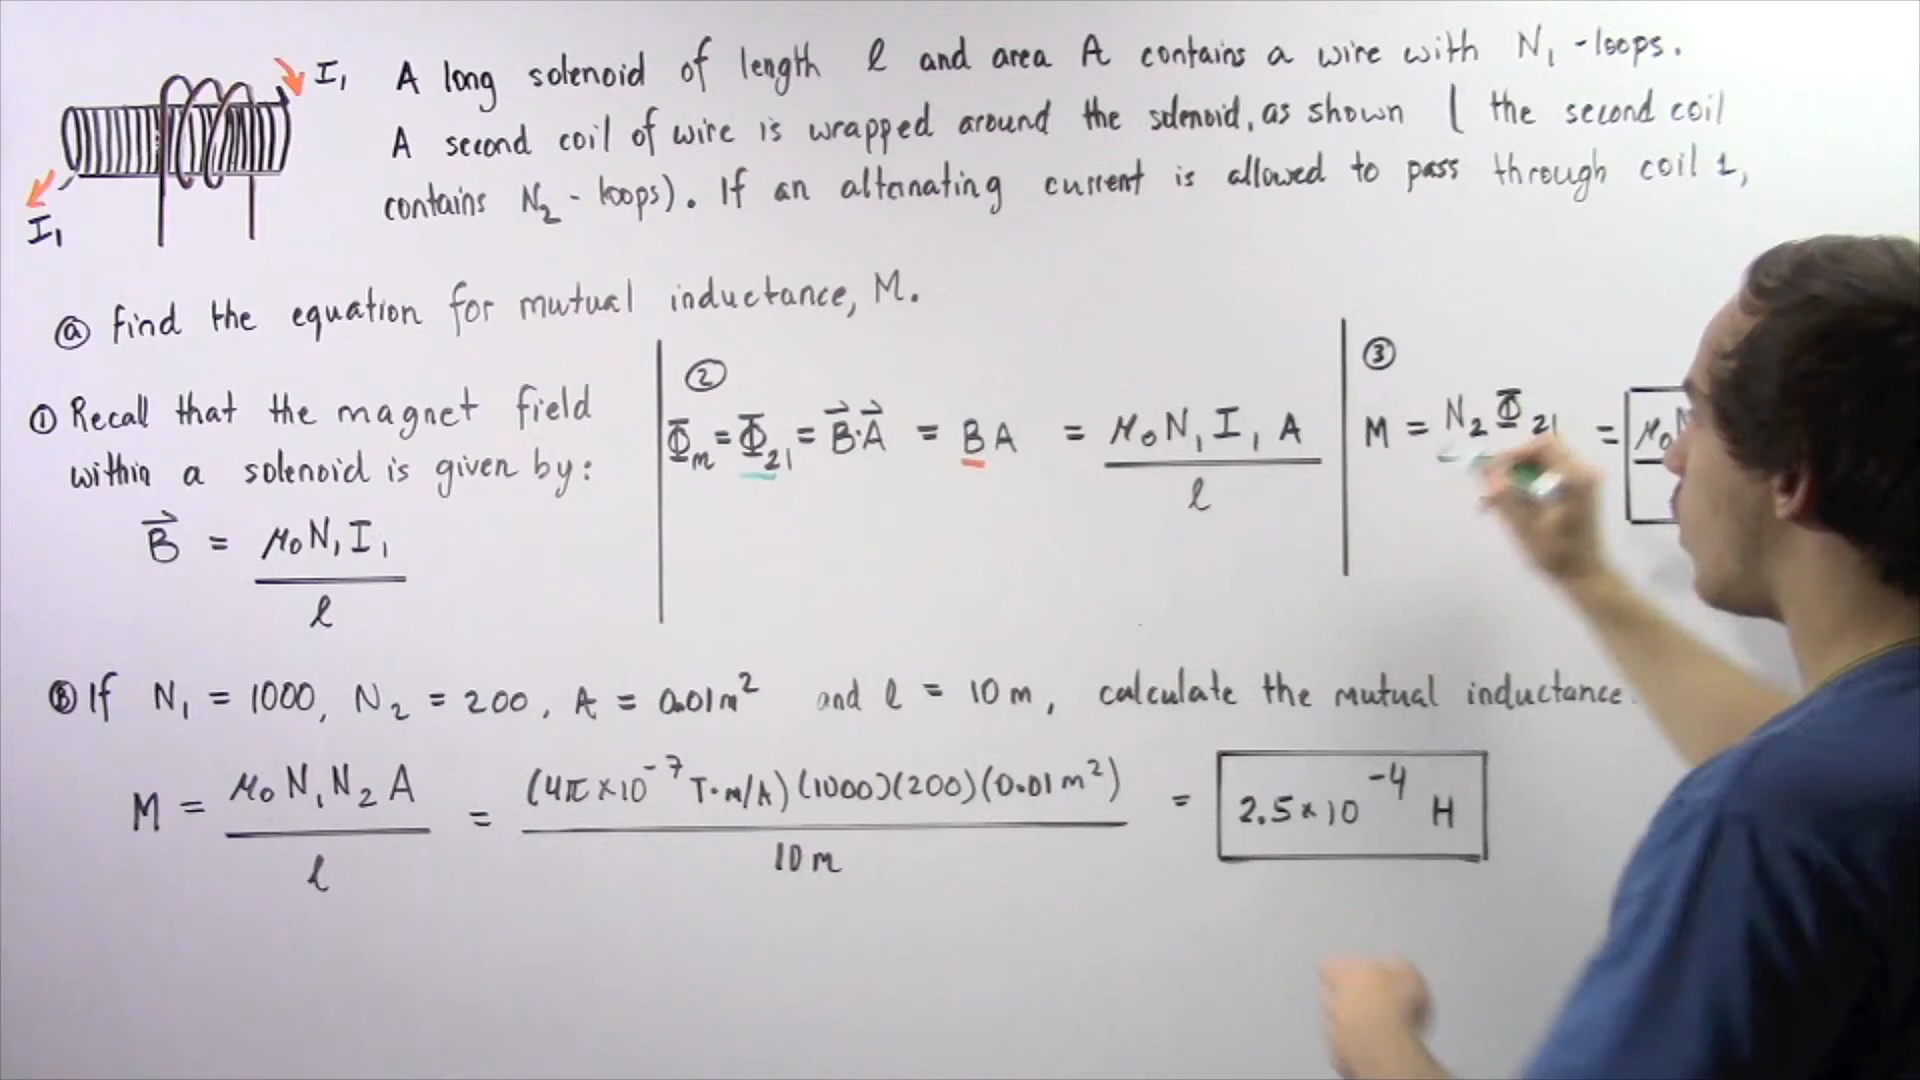 I₁
I₁
A long solenoid of length ℓ and area A contains a wire with N₁ -loops.
A second coil of wire is wrapped around the solenoid, as shown ( the second coil
contains N₂ - loops). If an alternating current is allowed to pass through coil 1,
ⓐ find the equation for mutual inductance, M.
① Recall that the magnet field
within a solenoid is given by:
B⃗ = μ₀N₁I₁ / ℓ
②
Φₘ = Φ₂₁ = B⃗·A⃗ = BA = μ₀N₁I₁A / ℓ
③
M = N₂Φ₂₁ = μ₀
Ⓑ If N₁ = 1000, N₂ = 200, A = 0.01m² and ℓ = 10m, calculate the mutual inductance.
M = μ₀N₁N₂A / ℓ = (4π×10⁻⁷ T·m/A)(1000)(200)(0.01m²) / 10m = 2.5×10⁻⁴ H